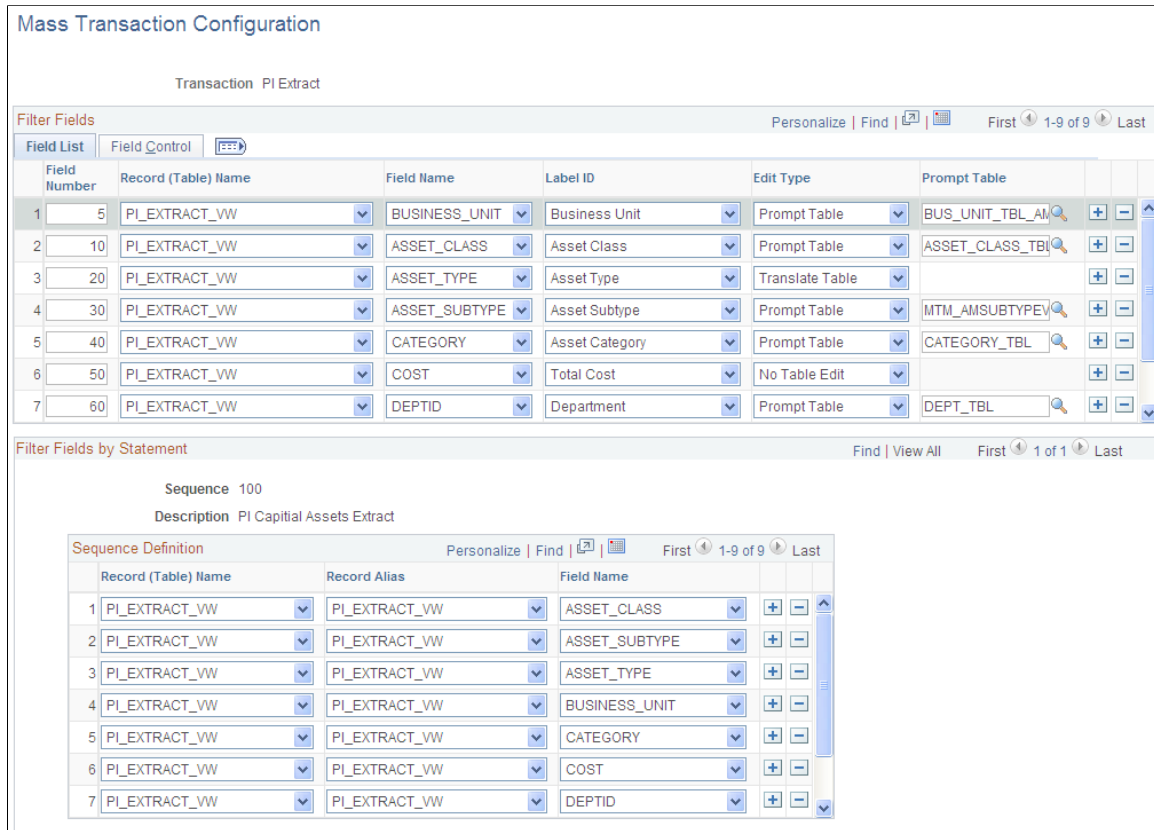 Mass Transaction Configuration
Transaction PI Extract
Filter Fields Personalize | Find | | First 1-9 of 9 Last
Field List Field Control
Field Number Record (Table) Name Field Name Label ID Edit Type Prompt Table
1 5 PI_EXTRACT_VW BUSINESS_UNIT Business Unit Prompt Table BUS_UNIT_TBL_AM
2 10 PI_EXTRACT_VW ASSET_CLASS Asset Class Prompt Table ASSET_CLASS_TBL
3 20 PI_EXTRACT_VW ASSET_TYPE Asset Type Translate Table
4 30 PI_EXTRACT_VW ASSET_SUBTYPE Asset Subtype Prompt Table MTM_AMSUBTYPEV
5 40 PI_EXTRACT_VW CATEGORY Asset Category Prompt Table CATEGORY_TBL
6 50 PI_EXTRACT_VW COST Total Cost No Table Edit
7 60 PI_EXTRACT_VW DEPTID Department Prompt Table DEPT_TBL
Filter Fields by Statement Find | View All First 1 of 1 Last
Sequence 100
Description PI Capitial Assets Extract
Sequence Definition Personalize | Find | | First 1-9 of 9 Last
Record (Table) Name Record Alias Field Name
1 PI_EXTRACT_VW PI_EXTRACT_VW ASSET_CLASS
2 PI_EXTRACT_VW PI_EXTRACT_VW ASSET_SUBTYPE
3 PI_EXTRACT_VW PI_EXTRACT_VW ASSET_TYPE
4 PI_EXTRACT_VW PI_EXTRACT_VW BUSINESS_UNIT
5 PI_EXTRACT_VW PI_EXTRACT_VW CATEGORY
6 PI_EXTRACT_VW PI_EXTRACT_VW COST
7 PI_EXTRACT_VW PI_EXTRACT_VW DEPTID